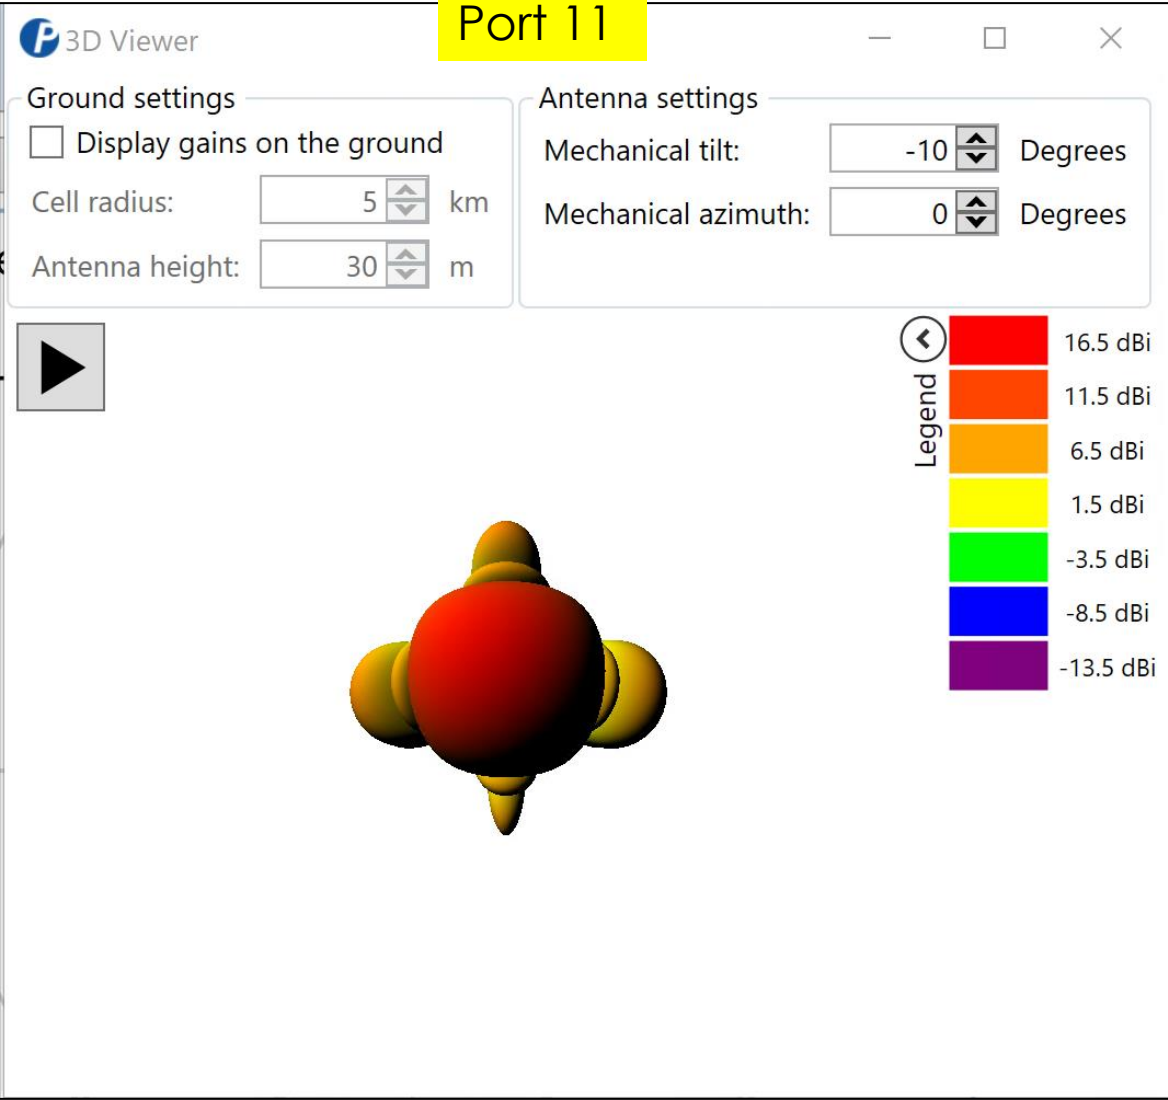 Port 11
3D Viewer
Ground settings
Display gains on the ground
Cell radius: 5 km
Antenna height: 30 m
Antenna settings
Mechanical tilt: -10 Degrees
Mechanical azimuth: 0 Degrees
Legend
16.5 dBi
11.5 dBi
6.5 dBi
1.5 dBi
-3.5 dBi
-8.5 dBi
-13.5 dBi